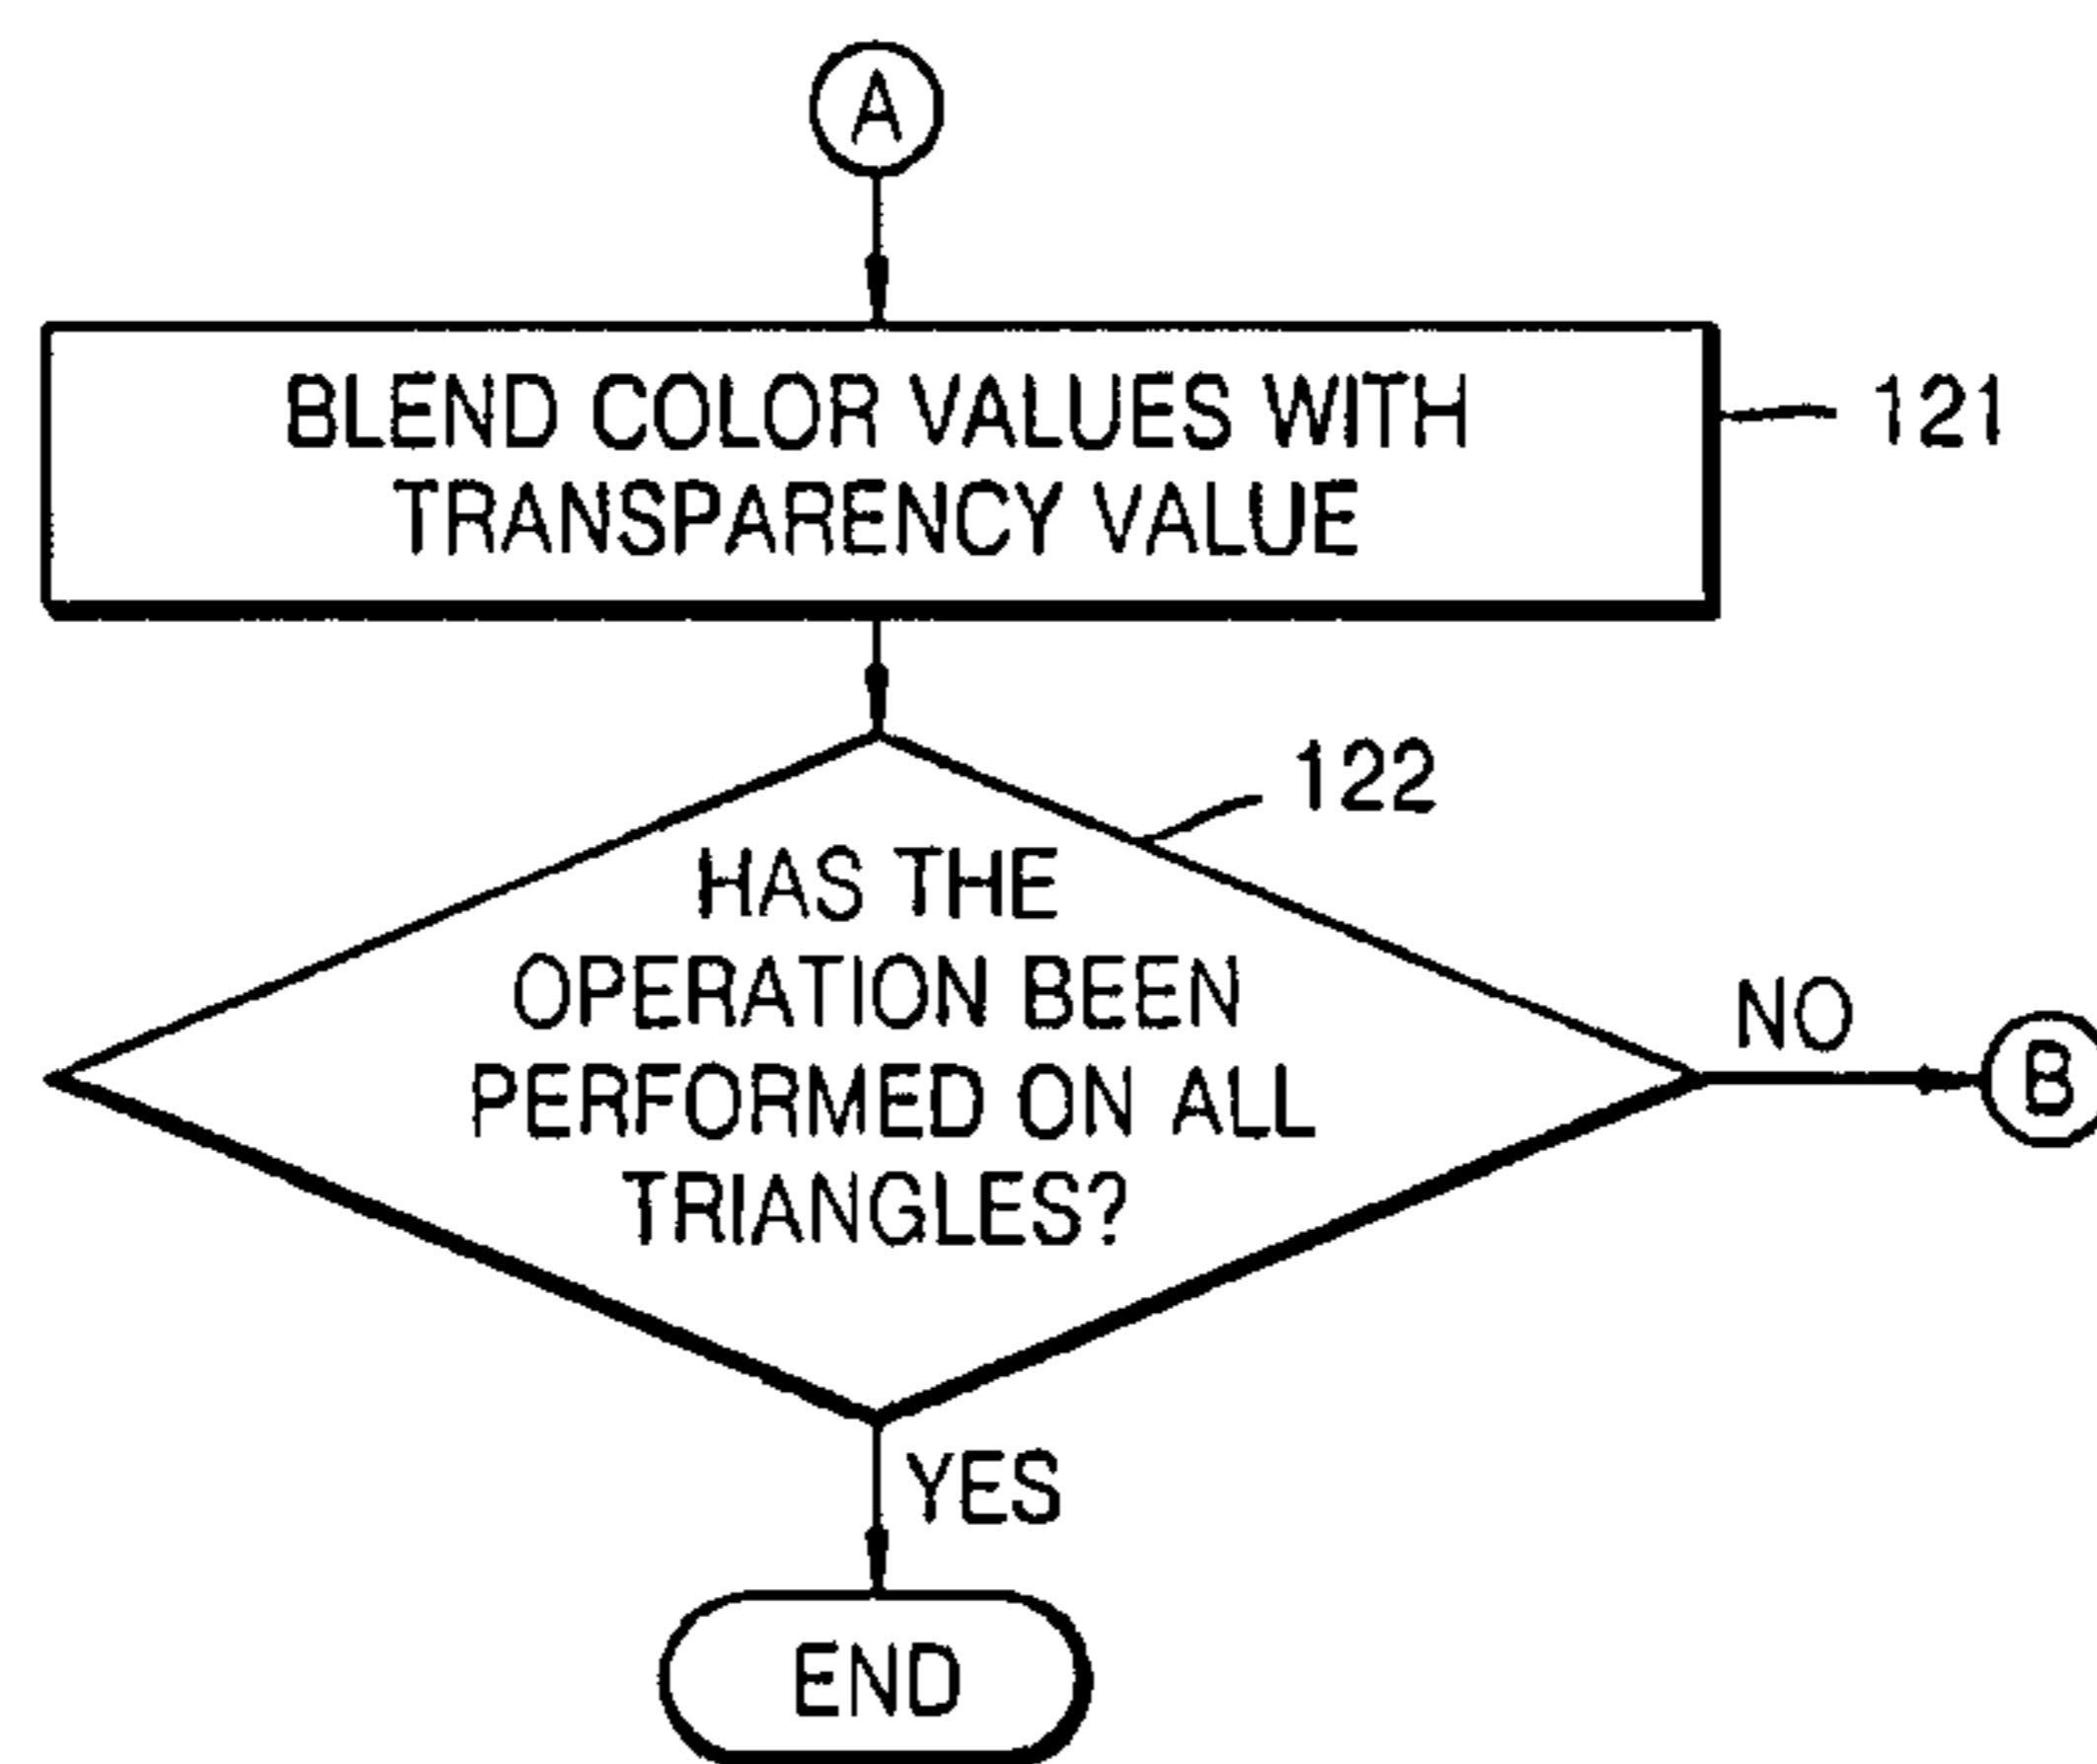 A
BLEND COLOR VALUES WITH
TRANSPARENCY VALUE
121
122
HAS THE
OPERATION BEEN
PERFORMED ON ALL
TRIANGLES?
NO
B
YES
END